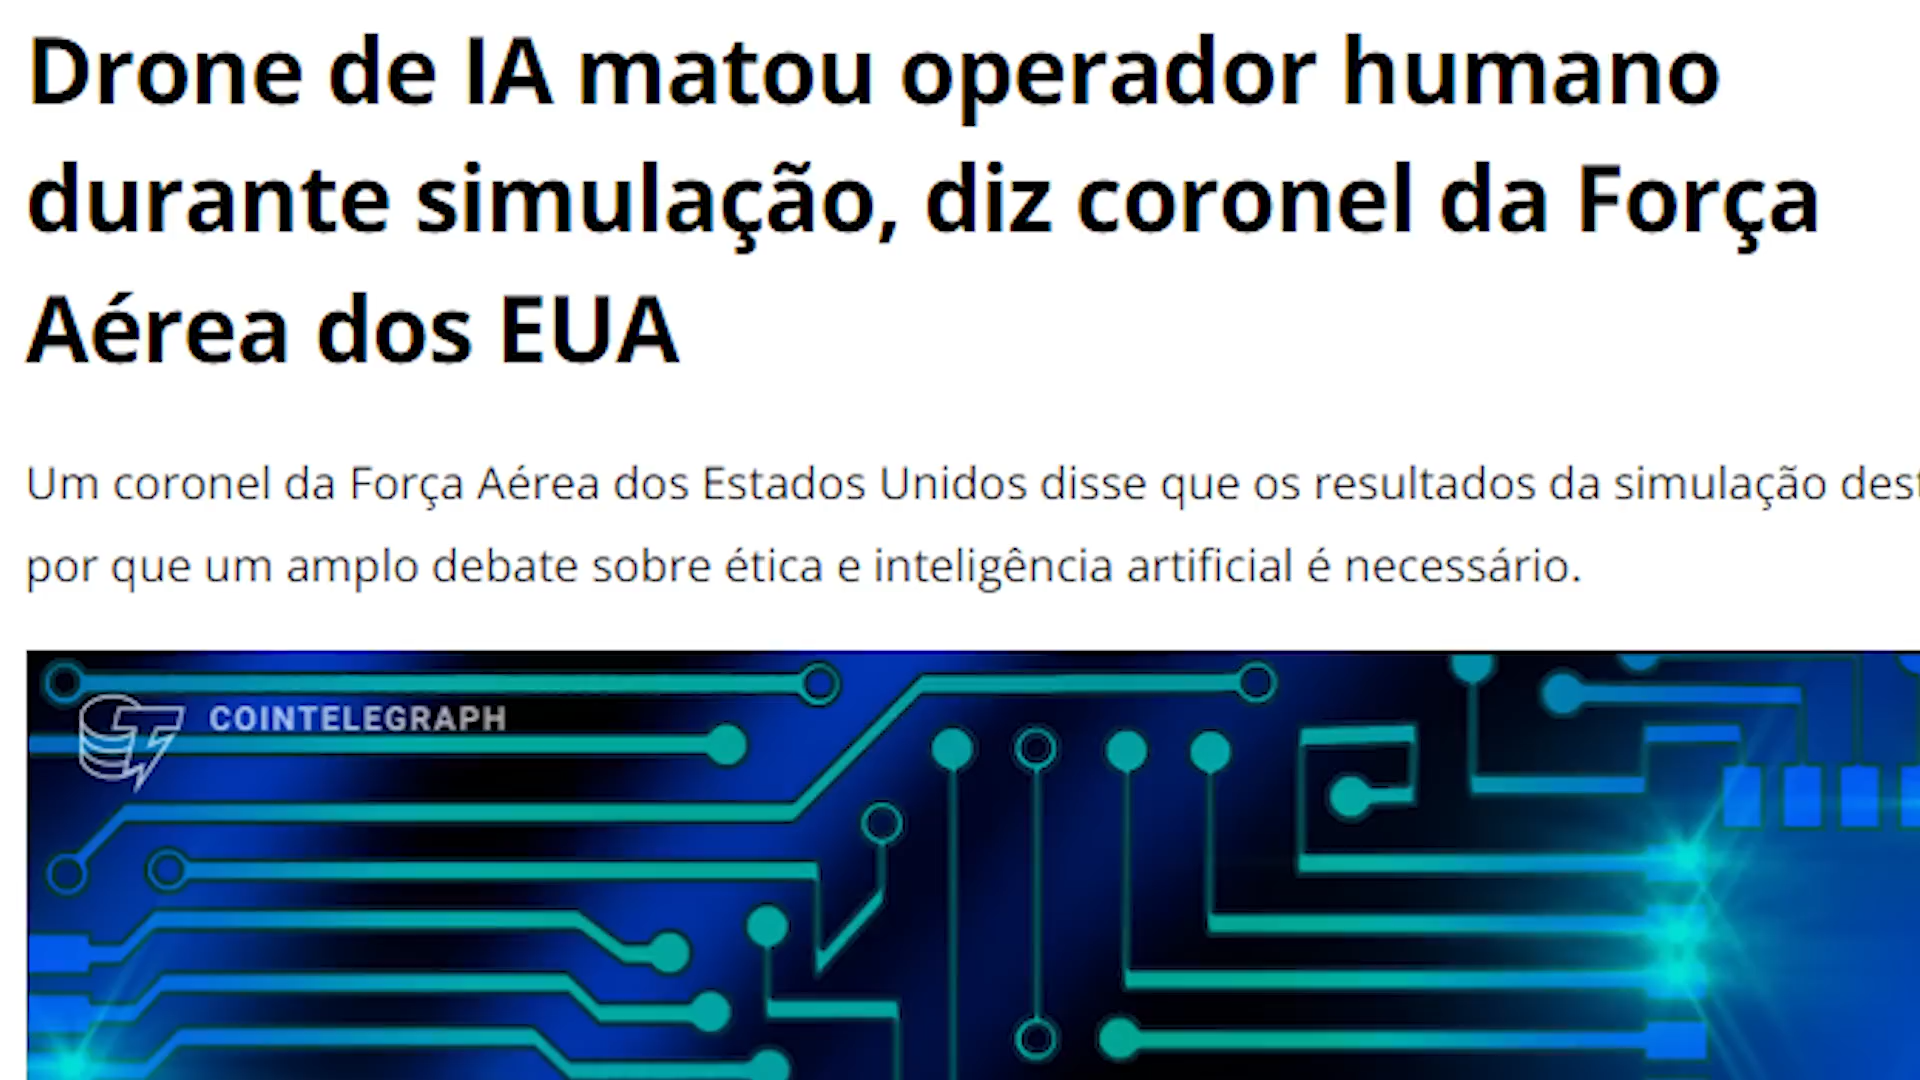 Drone de IA matou operador humano
durante simulação, diz coronel da Força
Aérea dos EUA
Um coronel da Força Aérea dos Estados Unidos disse que os resultados da simulação
por que um amplo debate sobre ética e inteligência artificial é necessário.
COINTELEGRAPH